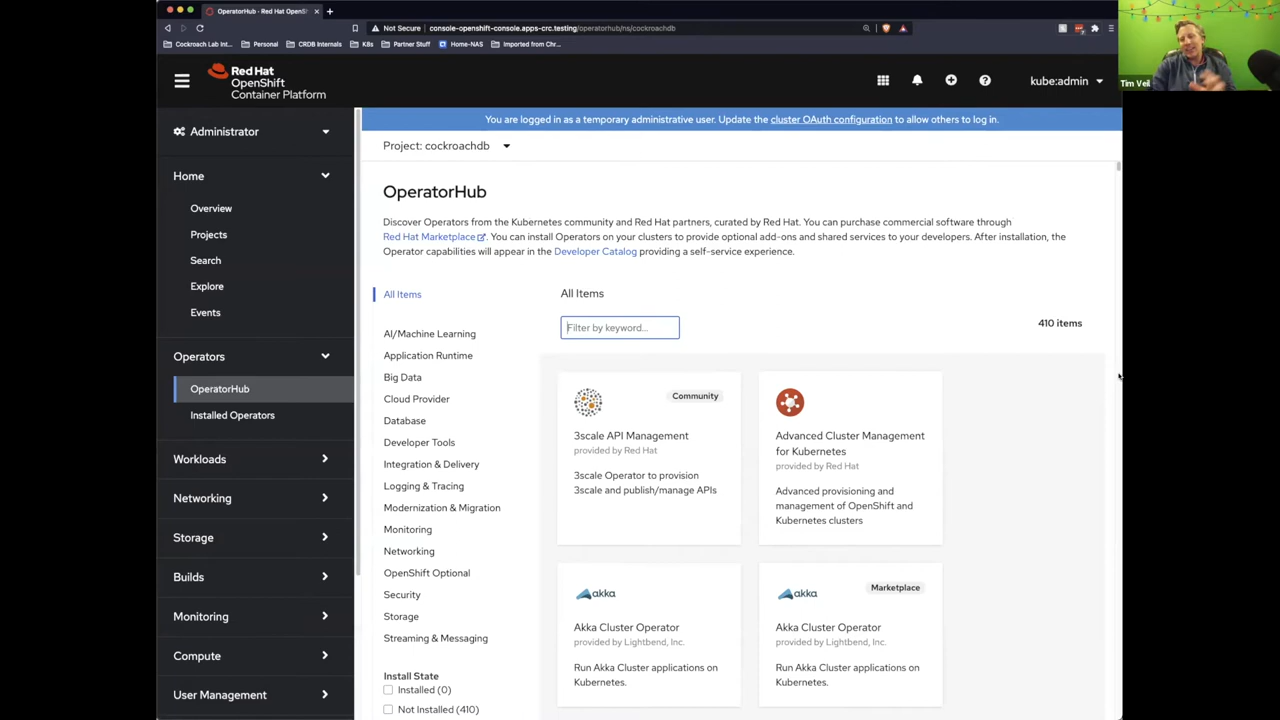 OperatorHub - Red Hat OpenSh
Not Secure
console-openshift-console.apps-crc.testing/operatorhub/ns/cockroachdb
Cockroach Lab Int...
Personal
CRDB Internals
K8s
Partner Stuff
Home-NAS
Imported from Chr...
Tim Veil
Red Hat
OpenShift
Container Platform
kube:admin
You are logged in as a temporary administrative user. Update the cluster OAuth configuration to allow others to log in.
Administrator
Project: cockroachdb
Home
Overview
Projects
Search
Explore
Events
Operators
OperatorHub
Installed Operators
Workloads
Networking
Storage
Builds
Monitoring
Compute
User Management
OperatorHub
Discover Operators from the Kubernetes community and Red Hat partners, curated by Red Hat. You can purchase commercial software through
Red Hat Marketplace. You can install Operators on your clusters to provide optional add-ons and shared services to your developers. After installation, the
Operator capabilities will appear in the Developer Catalog providing a self-service experience.
All Items
AI/Machine Learning
Application Runtime
Big Data
Cloud Provider
Database
Developer Tools
Integration & Delivery
Logging & Tracing
Modernization & Migration
Monitoring
Networking
OpenShift Optional
Security
Storage
Streaming & Messaging
Install State
Installed (0)
Not Installed (410)
All Items
Filter by keyword...
410 items
Community
3scale API Management
provided by Red Hat
3scale Operator to provision
3scale and publish/manage APIs
Advanced Cluster Management
for Kubernetes
provided by Red Hat
Advanced provisioning and
management of OpenShift and
Kubernetes clusters
akka
Akka Cluster Operator
provided by Lightbend, Inc.
Run Akka Cluster applications on
Kubernetes.
akka
Marketplace
Akka Cluster Operator
provided by Lightbend, Inc.
Run Akka Cluster applications on
Kubernetes.